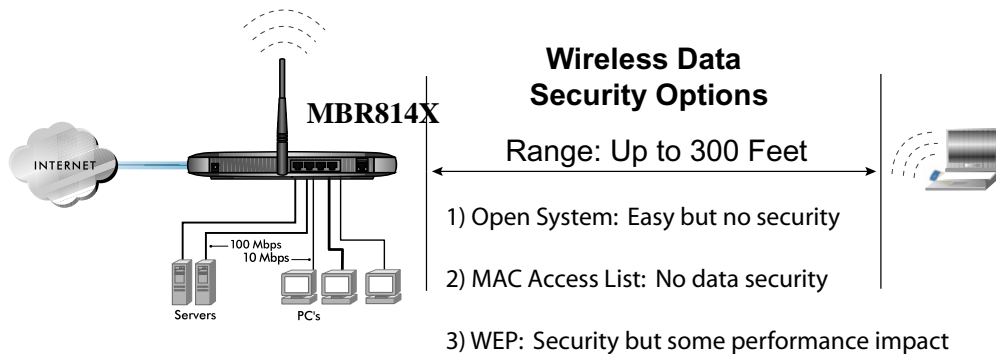 Wireless Data
Security Options
MBR814X
Range: Up to 300 Feet
INTERNET
1) Open System: Easy but no security
100 Mbps
10 Mbps
2) MAC Access List: No data security
Servers
PC's
3) WEP: Security but some performance impact